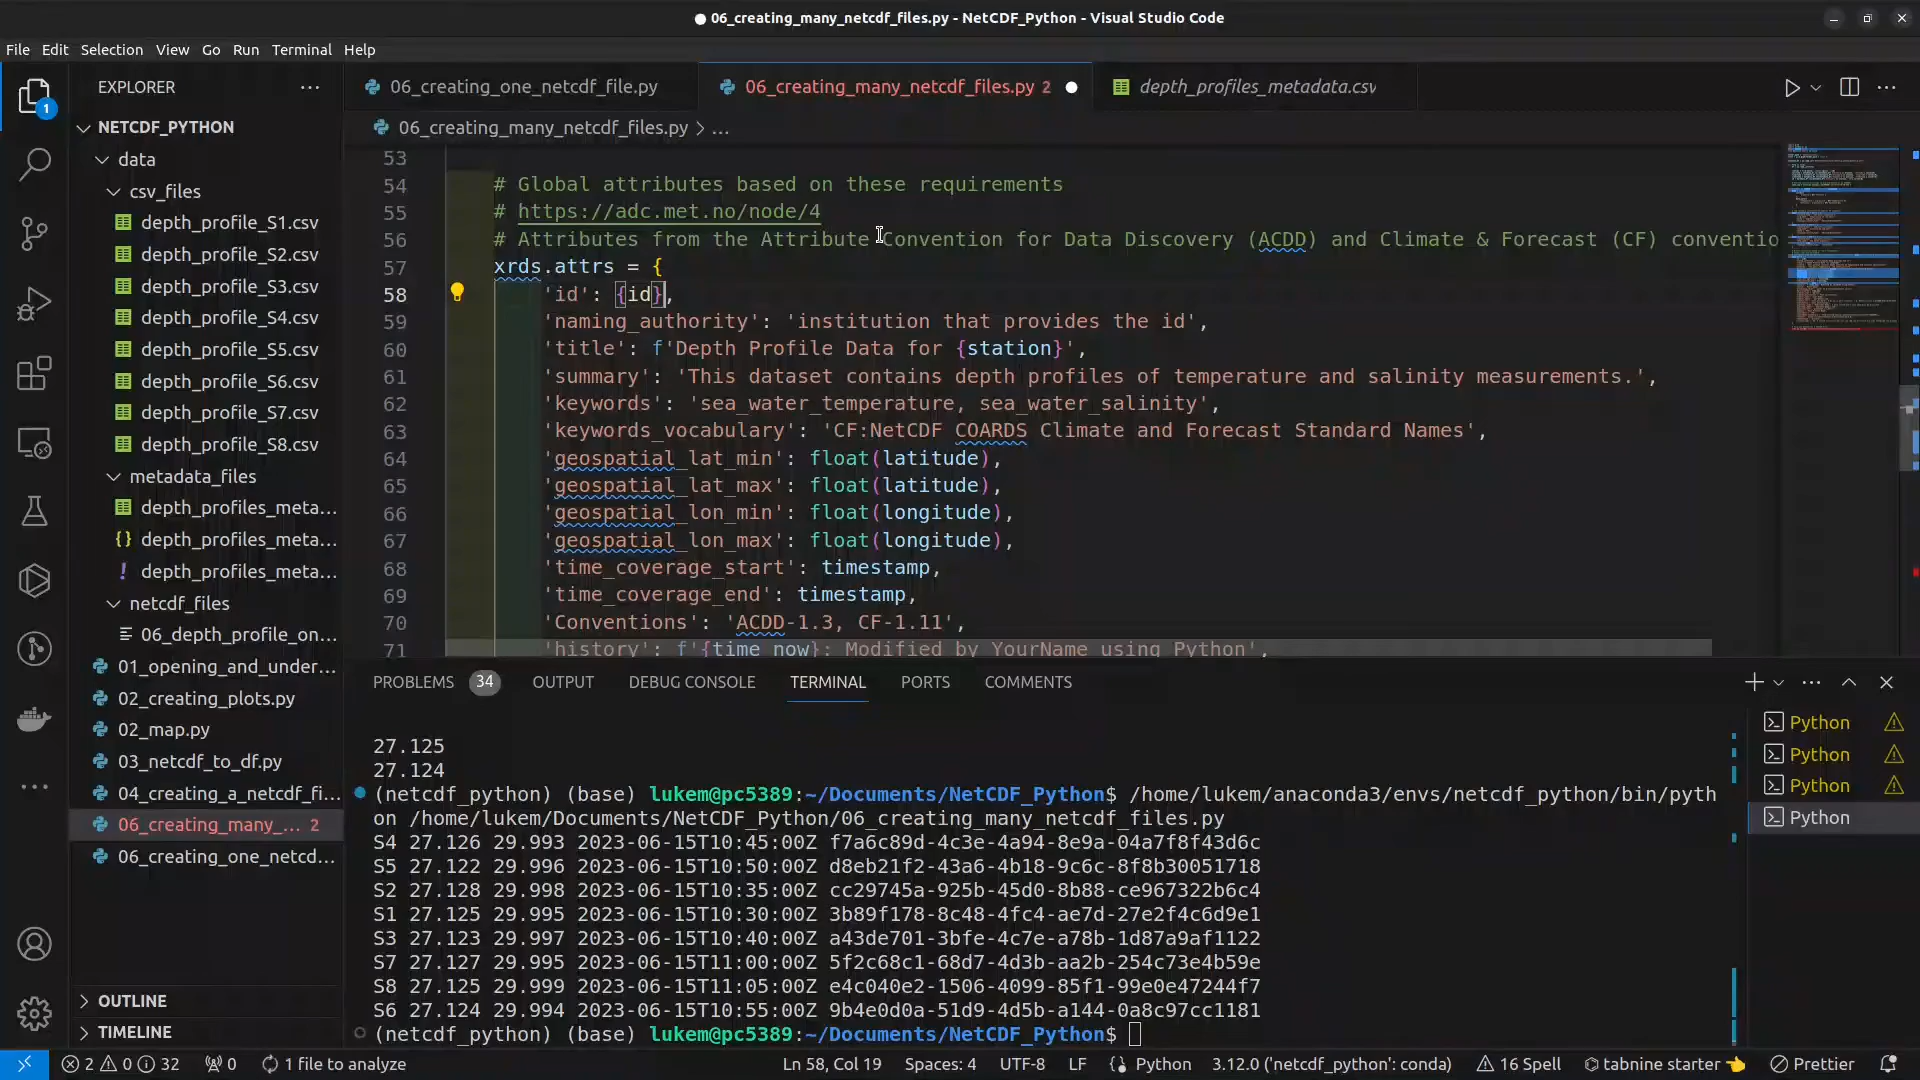 06_creating_many_netcdf_files.py - NetCDF_Python - Visual Studio Code
File Edit Selection View Go Run Terminal Help
EXPLORER
06_creating_one_netcdf_file.py
06_creating_many_netcdf_files.py 2
depth_profiles_metadata.csv
1
NETCDF_PYTHON
data
csv_files
depth_profile_S1.csv
depth_profile_S2.csv
depth_profile_S3.csv
depth_profile_S4.csv
depth_profile_S5.csv
depth_profile_S6.csv
depth_profile_S7.csv
depth_profile_S8.csv
metadata_files
depth_profiles_meta...
depth_profiles_meta...
depth_profiles_meta...
netcdf_files
06_depth_profile_on...
01_opening_and_under...
02_creating_plots.py
02_map.py
03_netcdf_to_df.py
04_creating_a_netcdf_fi...
06_creating_many_... 2
06_creating_one_netcd...
OUTLINE
TIMELINE
06_creating_many_netcdf_files.py > ...
53
54 # Global attributes based on these requirements
55 # https://adc.met.no/node/4
56 # Attributes from the Attribute Convention for Data Discovery (ACDD) and Climate & Forecast (CF) conventio
57 xrds.attrs = {
58 'id': {id},
59 'naming_authority': 'institution that provides the id',
60 'title': f'Depth Profile Data for {station}',
61 'summary': 'This dataset contains depth profiles of temperature and salinity measurements.',
62 'keywords': 'sea_water_temperature, sea_water_salinity',
63 'keywords_vocabulary': 'CF:NetCDF COARDS Climate and Forecast Standard Names',
64 'geospatial_lat_min': float(latitude),
65 'geospatial_lat_max': float(latitude),
66 'geospatial_lon_min': float(longitude),
67 'geospatial_lon_max': float(longitude),
68 'time_coverage_start': timestamp,
69 'time_coverage_end': timestamp,
70 'Conventions': 'ACDD-1.3, CF-1.11',
71 'history': f'{time_now}: Modified by YourName using Python',
PROBLEMS 34 OUTPUT DEBUG CONSOLE TERMINAL PORTS COMMENTS
27.125
27.124
(netcdf_python) (base) lukem@pc5389:~/Documents/NetCDF_Python$ /home/lukem/anaconda3/envs/netcdf_python/bin/pyth
on /home/lukem/Documents/NetCDF_Python/06_creating_many_netcdf_files.py
S4 27.126 29.993 2023-06-15T10:45:00Z f7a6c89d-4c3e-4a94-8e9a-04a7f8f43d6c
S5 27.122 29.996 2023-06-15T10:50:00Z d8eb21f2-43a6-4b18-9c6c-8f8b30051718
S2 27.128 29.998 2023-06-15T10:35:00Z cc29745a-925b-45d0-8b88-ce967322b6c4
S1 27.125 29.995 2023-06-15T10:30:00Z 3b89f178-8c48-4fc4-ae7d-27e2f4c6d9e1
S3 27.123 29.997 2023-06-15T10:40:00Z a43de701-3bfe-4c7e-a78b-1d87a9af1122
S7 27.127 29.995 2023-06-15T11:00:00Z 5f2c68c1-68d7-4d3b-aa2b-254c73e4b59e
S8 27.125 29.999 2023-06-15T11:05:00Z e4c040e2-1506-4099-85f1-99e0e47244f7
S6 27.124 29.994 2023-06-15T10:55:00Z 9b4e0d0a-51d9-4d5b-a144-0a8c97cc1181
(netcdf_python) (base) lukem@pc5389:~/Documents/NetCDF_Python$
Python
Python
Python
Python
2 0 32 0 1 file to analyze Ln 58, Col 19 Spaces: 4 UTF-8 LF Python 3.12.0 ('netcdf_python': conda) 16 Spell tabnine starter Prettier